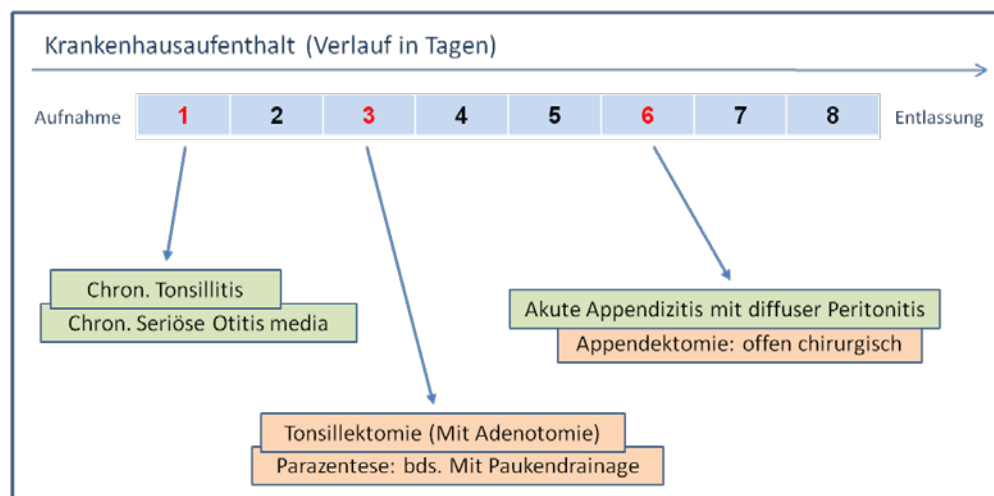 Krankenhausaufenthalt (Verlauf in Tagen)
Aufnahme 1 2 3 4 5 6 7 8 Entlassung
Chron. Tonsillitis
Chron. Seriöse Otitis media
Akute Appendizitis mit diffuser Peritonitis
Appendektomie: offen chirurgisch
Tonsillektomie (Mit Adenotomie)
Parazentese: bds. Mit Paukendrainage